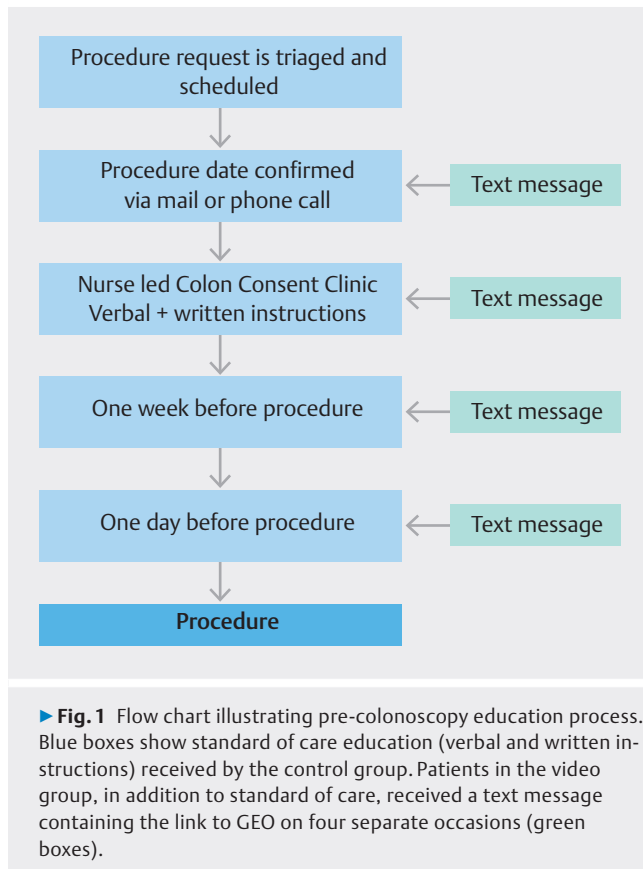 Procedure request is triaged and
scheduled
Procedure date confirmed
via mail or phone call
Text message
Nurse led Colon Consent Clinic
Verbal + written instructions
Text message
One week before procedure
Text message
One day before procedure
Text message
Procedure
▶ Fig. 1 Flow chart illustrating pre-colonoscopy education process.
Blue boxes show standard of care education (verbal and written in-
structions) received by the control group. Patients in the video
group, in addition to standard of care, received a text message
containing the link to GEO on four separate occasions (green
boxes).